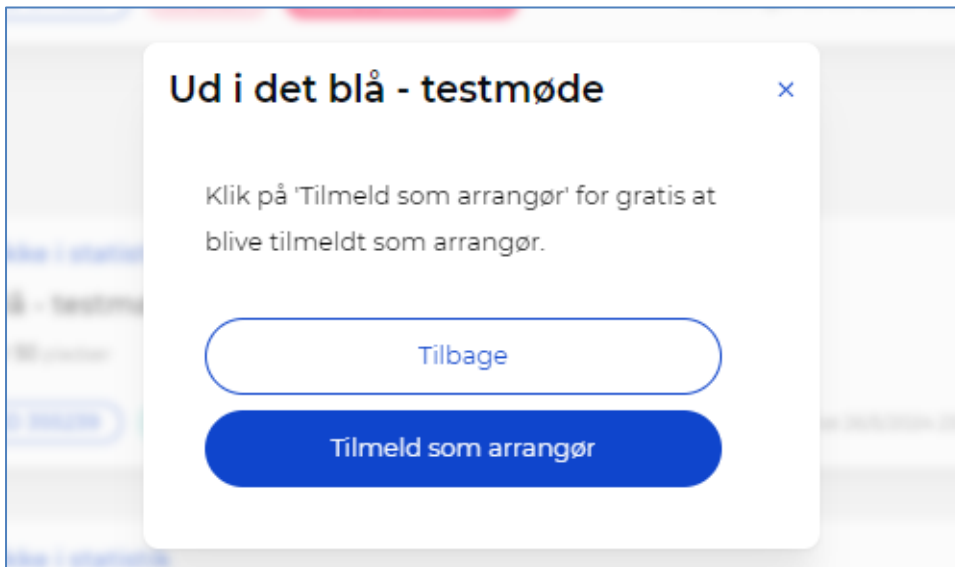 Ud i det blå - testmøde
×
Klik på 'Tilmeld som arrangør' for gratis at
blive tilmeldt som arrangør.
Tilbage
Tilmeld som arrangør